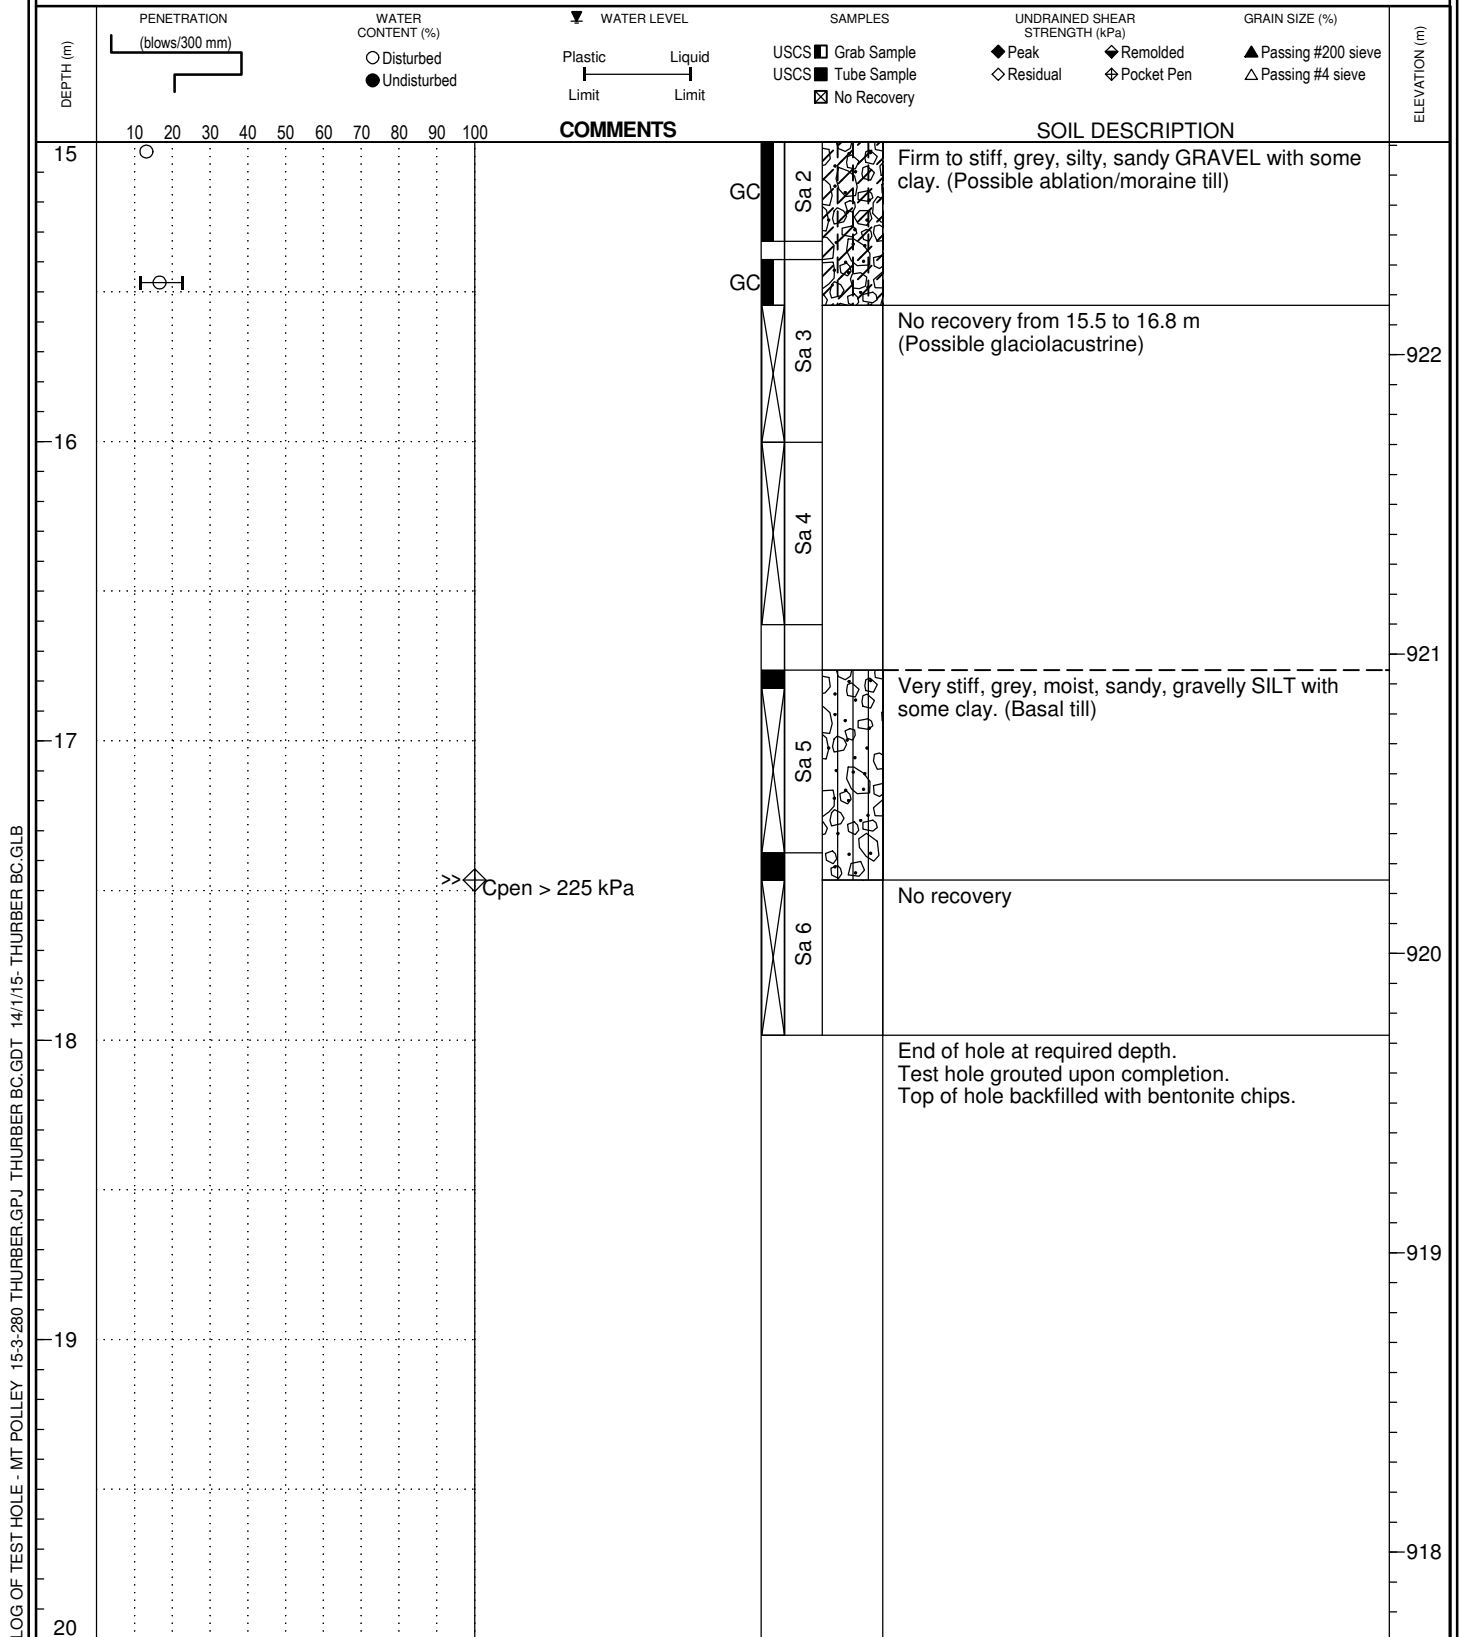 PENETRATION
(blows/300 mm)
WATER
CONTENT (%)
Disturbed
Undisturbed
WATER LEVEL
Plastic Liquid
Limit Limit
SAMPLES
USCS Grab Sample
USCS Tube Sample
No Recovery
UNDRAINED SHEAR
STRENGTH (kPa)
Peak Remolded
Residual Pocket Pen
GRAIN SIZE (%)
Passing #200 sieve
Passing #4 sieve
DEPTH (m)
ELEVATION (m)
10 20 30 40 50 60 70 80 90 100
COMMENTS
SOIL DESCRIPTION
15
GC
Sa 2
Firm to stiff, grey, silty, sandy GRAVEL with some
clay. (Possible ablation/moraine till)
GC
Sa 3
No recovery from 15.5 to 16.8 m
(Possible glaciolacustrine)
922
16
Sa 4
921
Very stiff, grey, moist, sandy, gravelly SILT with
some clay. (Basal till)
17
Sa 5
>>
Cpen > 225 kPa
No recovery
Sa 6
920
18
End of hole at required depth.
Test hole grouted upon completion.
Top of hole backfilled with bentonite chips.
919
19
918
20
LOG OF TEST HOLE - MT POLLEY 15-3-280 THURBER.GPJ THURBER BC.GDT 14/1/15- THURBER BC.GLB